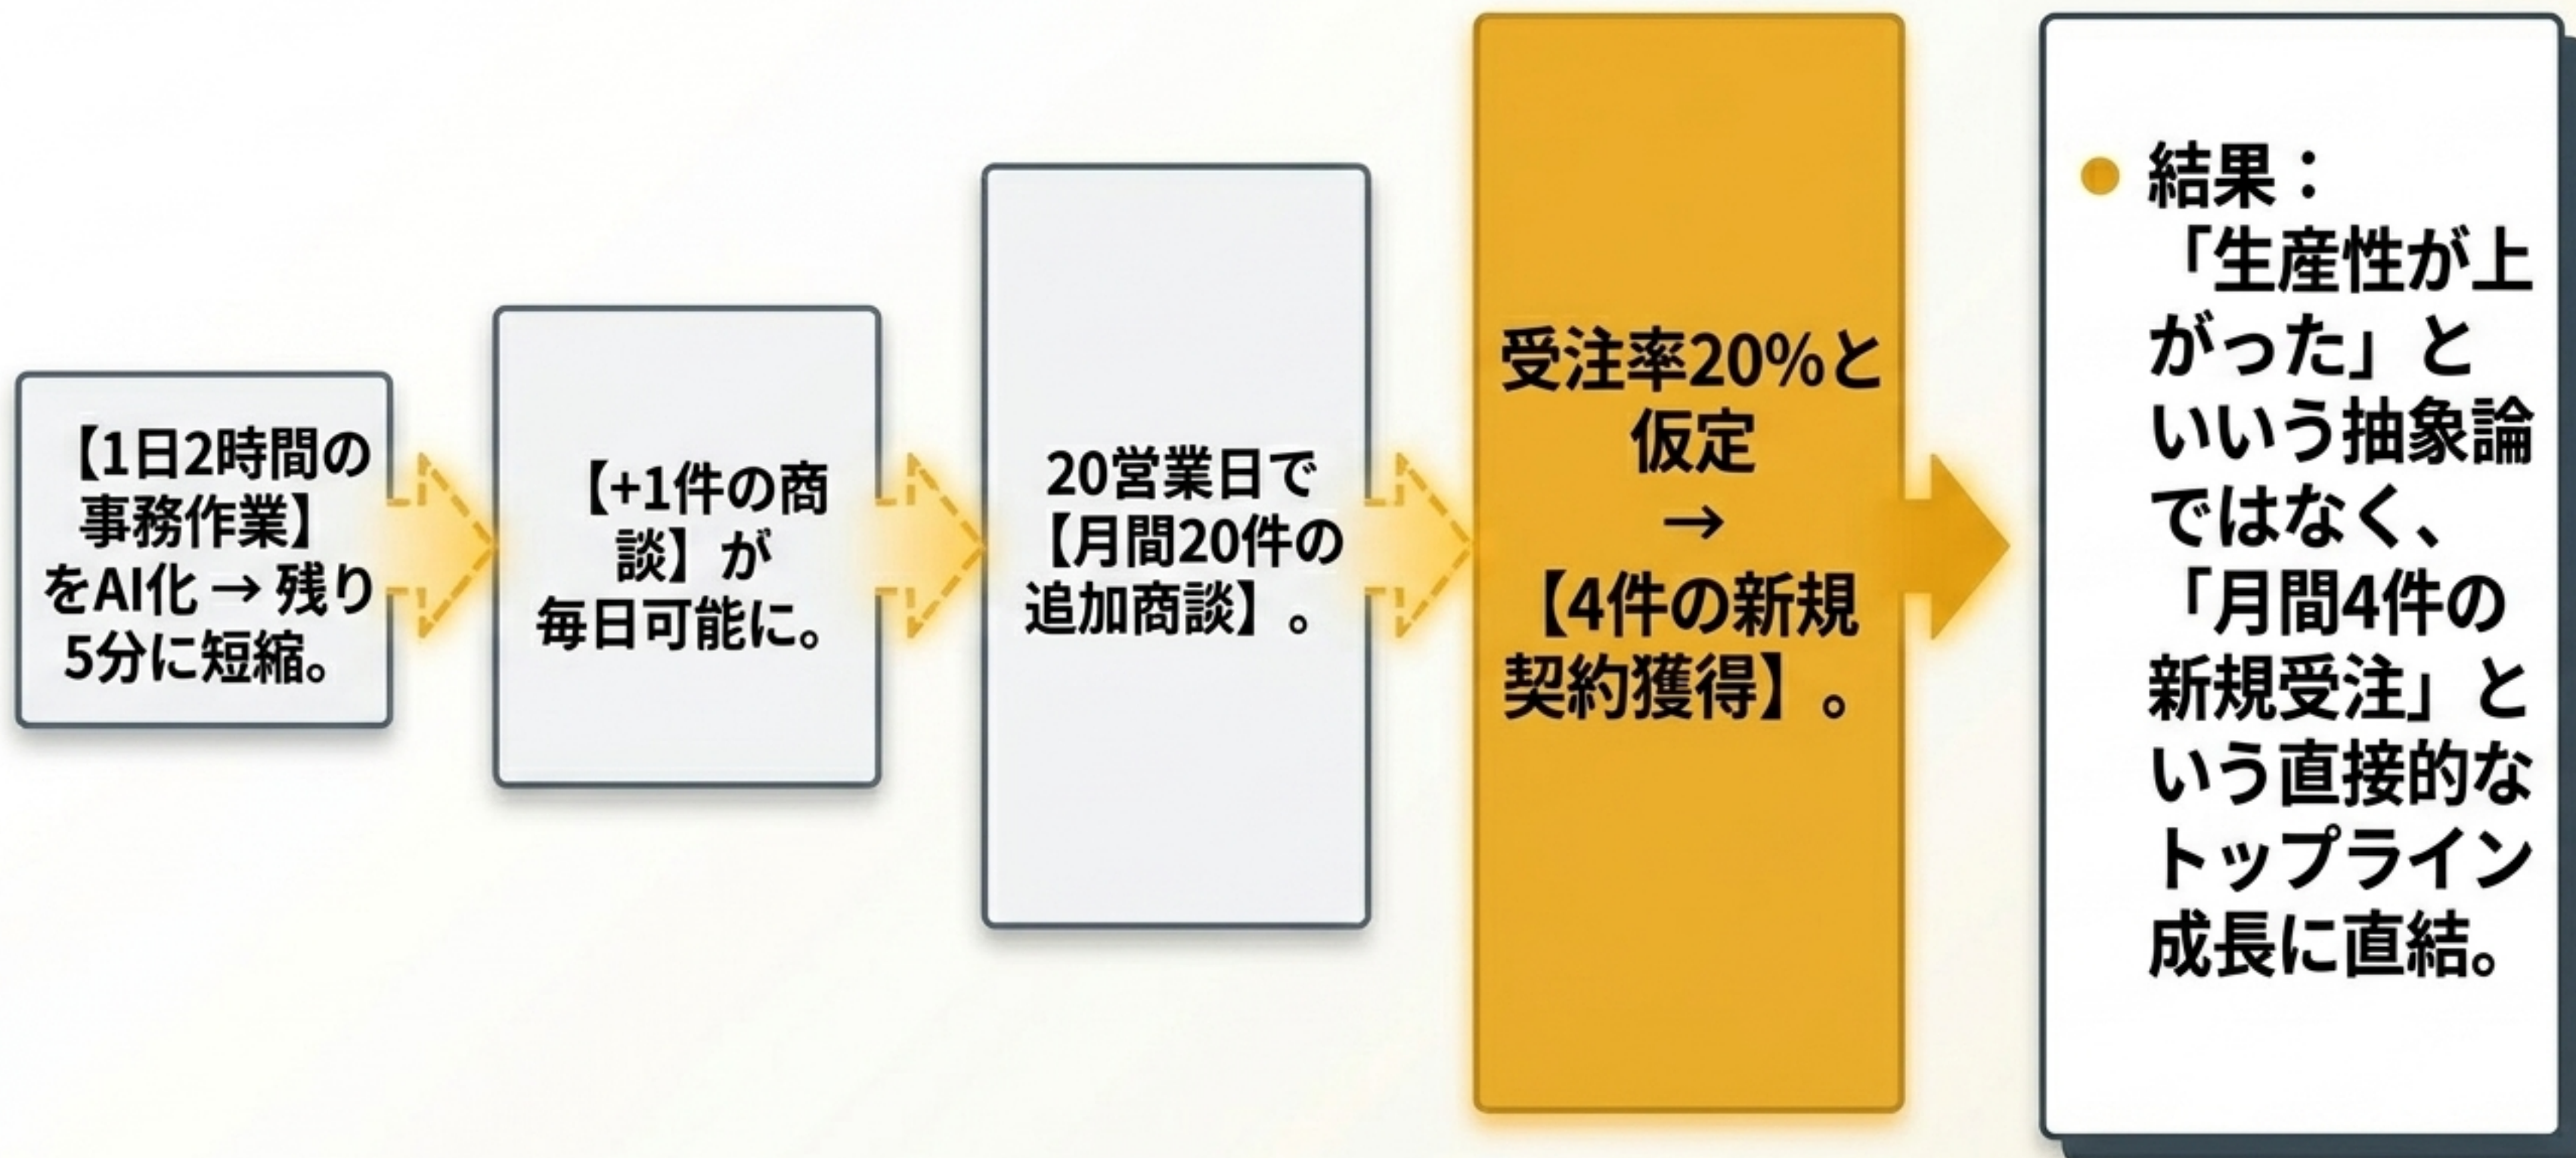 【1日2時間の
事務作業】
をAI化 → 残り
5分に短縮。
【+1件の商
談】が
毎日可能に。
20営業日で
【月間20件の
追加商談】。
受注率20%と
仮定
→
【4件の新規
契約獲得】。
● 結果：
「生産性が上
がった」と
いいう抽象論
ではなく、
「月間4件の
新規受注」と
いう直接的な
トップライン
成長に直結。